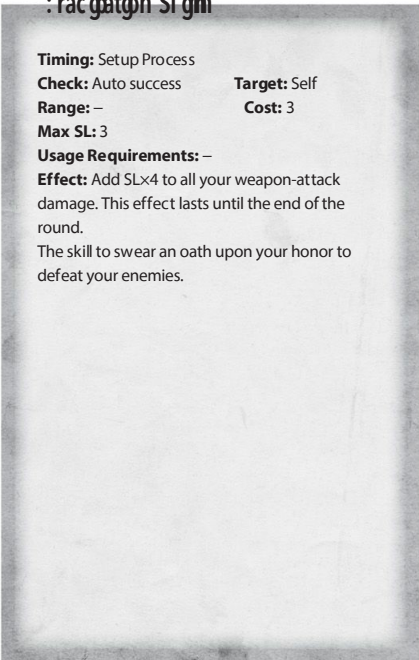 Timing: Setup Process
Check: Auto success Target: Self
Range: – Cost: 3
Max SL: 3
Usage Requirements: –
Effect: Add SL×4 to all your weapon-attack
damage. This effect lasts until the end of the
round.
The skill to swear an oath upon your honor to
defeat your enemies.